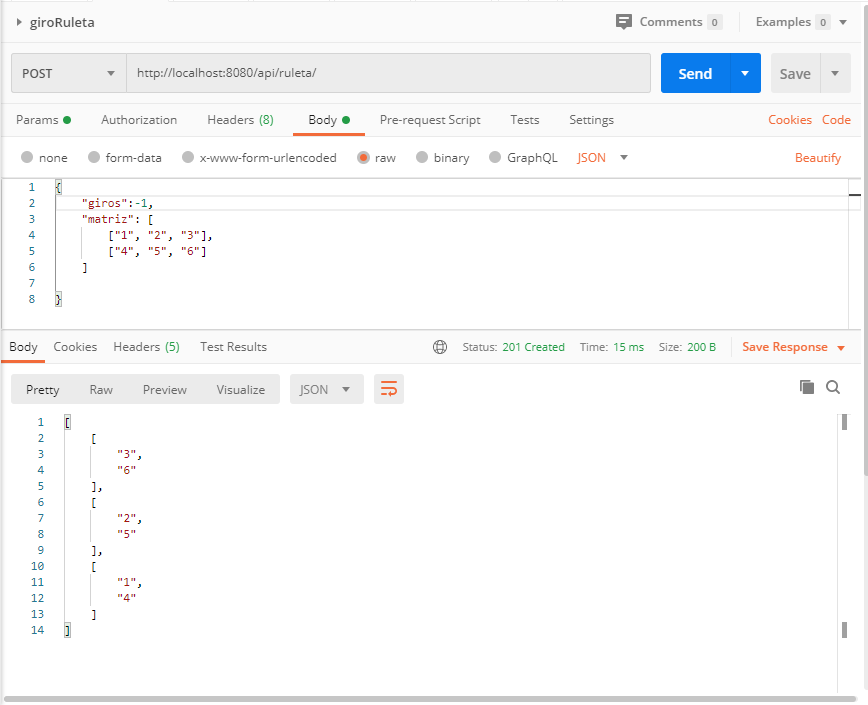 giroRuleta Comments 0 Examples 0
POST http://localhost:8080/api/ruleta/ Send Save
Params Authorization Headers (8) Body Pre-request Script Tests Settings Cookies Code
none form-data x-www-form-urlencoded raw binary GraphQL JSON Beautify
1 {
2 "giros":-1,
3 "matriz": [
4 ["1", "2", "3"],
5 ["4", "5", "6"]
6 ]
7
8 }
Body Cookies Headers (5) Test Results Status: 201 Created Time: 15 ms Size: 200 B Save Response
Pretty Raw Preview Visualize JSON
1 [
2 [
3 "3",
4 "6"
5 ],
6 [
7 "2",
8 "5"
9 ],
10 [
11 "1",
12 "4"
13 ]
14 ]